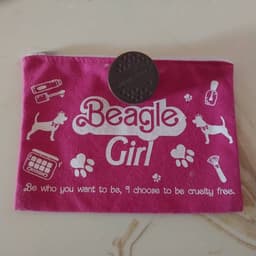 Beagle
Girl
Be who you want to be, I choose to be cruelty free.